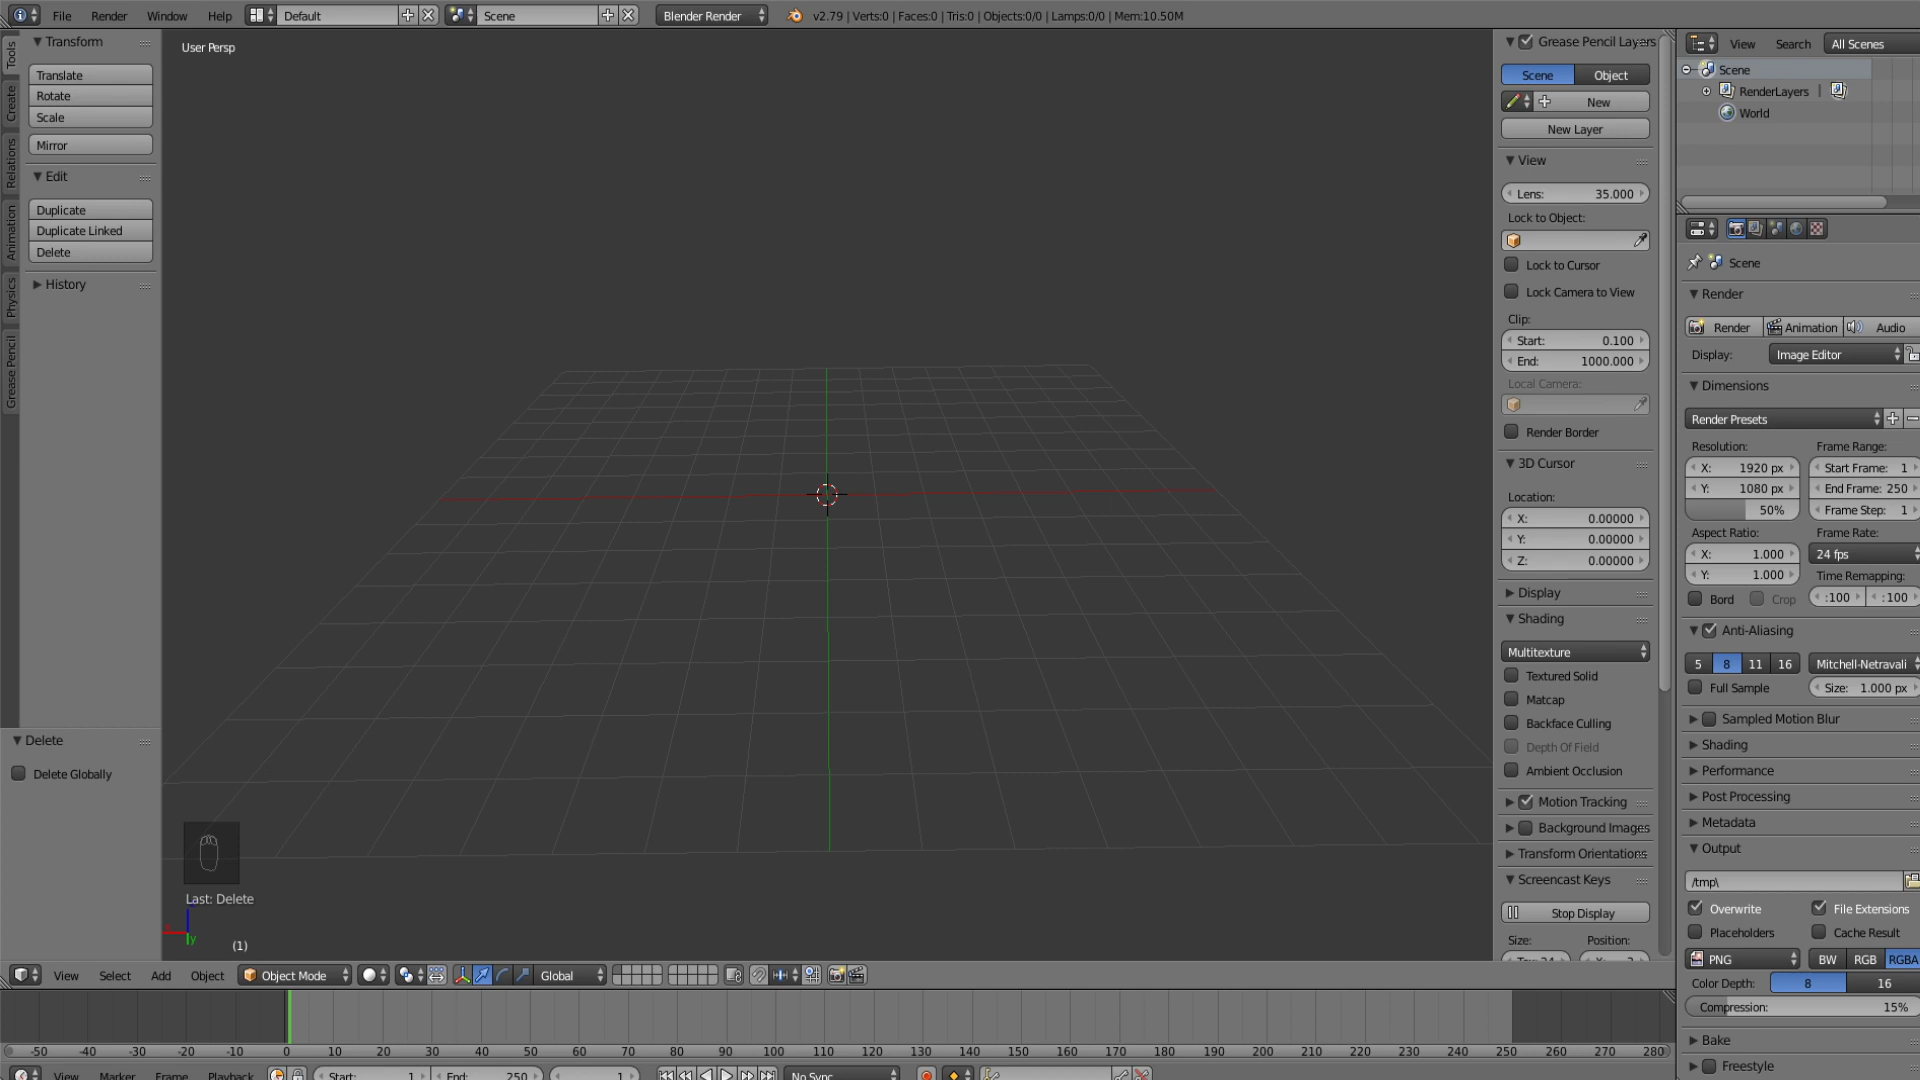 File Render Window Help Default Scene Blender Render v2.79 | Verts:0 | Faces:0 | Tris:0 | Objects:0/0 | Lamps:0/0 | Mem:10.50M
Tools
Create
Relations
Animation
Physics
Grease Pencil
Transform
Translate
Rotate
Scale
Mirror
Edit
Duplicate
Duplicate Linked
Delete
History
Delete
Delete Globally
User Persp
Last: Delete
y
(1)
Grease Pencil Layers
Scene Object
New
New Layer
View
Lens: 35.000
Lock to Object:
Lock to Cursor
Lock Camera to View
Clip:
Start: 0.100
End: 1000.000
Local Camera:
Render Border
3D Cursor
Location:
X: 0.00000
Y: 0.00000
Z: 0.00000
Display
Shading
Multitexture
Textured Solid
Matcap
Backface Culling
Depth Of Field
Ambient Occlusion
Motion Tracking
Background Images
Transform Orientations
Screencast Keys
Stop Display
Size: Position:
View Search All Scenes
Scene
RenderLayers
World
Scene
Render
Render Animation Audio
Display: Image Editor
Dimensions
Render Presets
Resolution: Frame Range:
X: 1920 px Start Frame: 1
Y: 1080 px End Frame: 250
50% Frame Step: 1
Aspect Ratio: Frame Rate:
X: 1.000 24 fps
Y: 1.000 Time Remapping:
Bord Crop :100 :100
Anti-Aliasing
5 8 11 16 Mitchell-Netravali
Full Sample Size: 1.000 px
Sampled Motion Blur
Shading
Performance
Post Processing
Metadata
Output
/tmp\
Overwrite File Extensions
Placeholders Cache Result
PNG BW RGB RGBA
Color Depth: 8 16
Compression: 15%
Bake
Freestyle
View Select Add Object Object Mode Global
-50 -40 -30 -20 -10 0 10 20 30 40 50 60 70 80 90 100 110 120 130 140 150 160 170 180 190 200 210 220 230 240 250 260 270 280
View Marker Frame Playback Start: 1 End: 250 1 No Sync